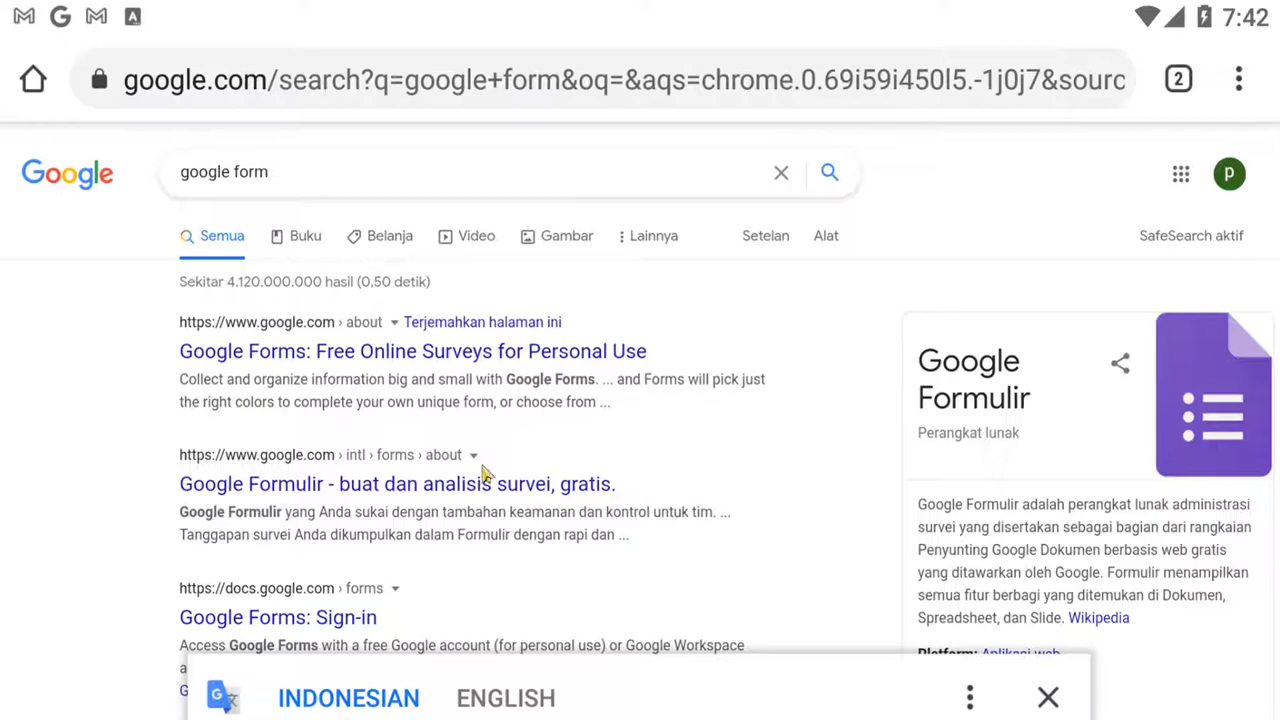 7:42
google.com/search?q=google+form&oq=&aqs=chrome.0.69i59i450l5.-1j0j7&sourc
2
Google
google form
p
Semua
Buku
Belanja
Video
Gambar
Lainnya
Setelan
Alat
SafeSearch aktif
Sekitar 4.120.000.000 hasil (0,50 detik)
https://www.google.com › about
Terjemahkan halaman ini
Google Forms: Free Online Surveys for Personal Use
Collect and organize information big and small with Google Forms. ... and Forms will pick just
the right colors to complete your own unique form, or choose from ...
https://www.google.com › intl › forms › about
Google Formulir - buat dan analisis survei, gratis.
Google Formulir yang Anda sukai dengan tambahan keamanan dan kontrol untuk tim. ...
Tanggapan survei Anda dikumpulkan dalam Formulir dengan rapi dan ...
https://docs.google.com › forms
Google Forms: Sign-in
Access Google Forms with a free Google account (for personal use) or Google Workspace
Google
Formulir
Perangkat lunak
Google Formulir adalah perangkat lunak administrasi
survei yang disertakan sebagai bagian dari rangkaian
Penyunting Google Dokumen berbasis web gratis
yang ditawarkan oleh Google. Formulir menampilkan
semua fitur berbagi yang ditemukan di Dokumen,
Spreadsheet, dan Slide. Wikipedia
Platform: Aplikasi web
INDONESIAN
ENGLISH